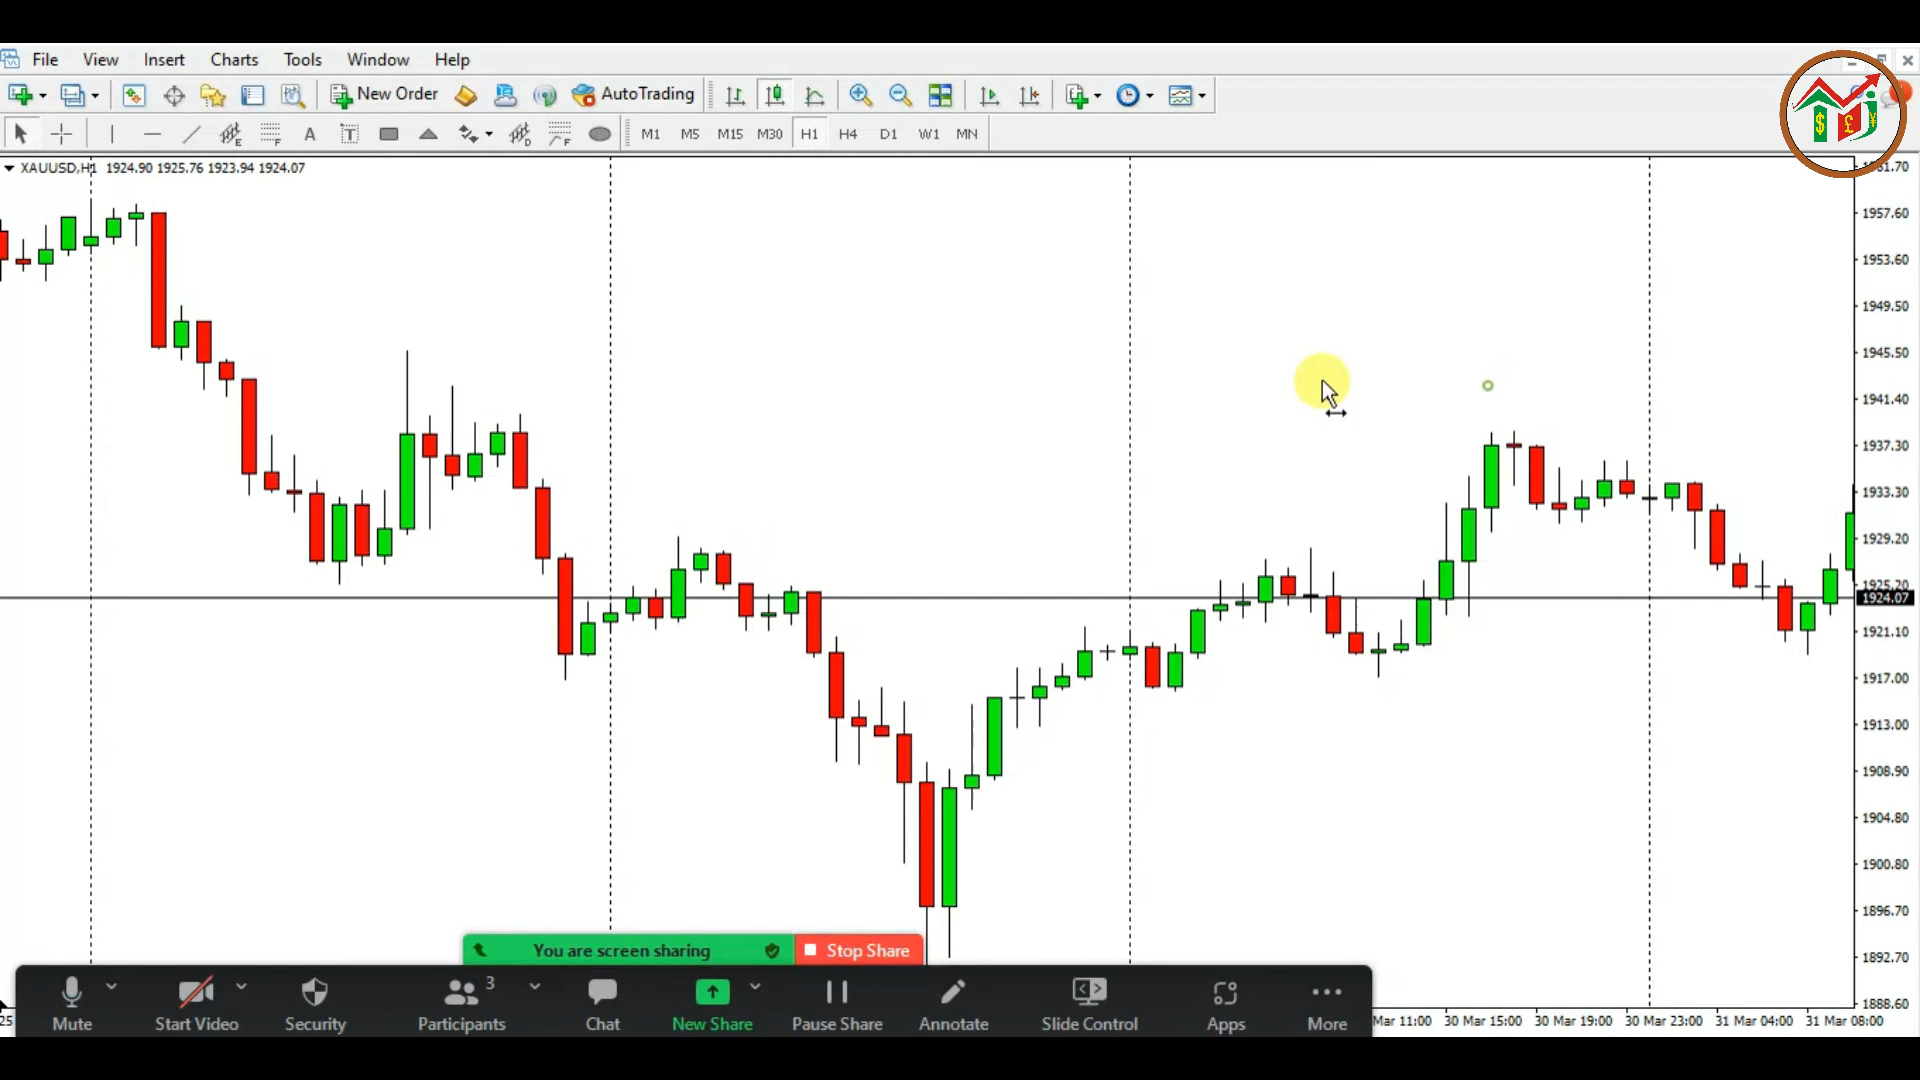 File View Insert Charts Tools Window Help
New Order AutoTrading
E F A T D F M1 M5 M15 M30 H1 H4 D1 W1 MN
XAUUSD,H1 1924.90 1925.76 1923.94 1924.07
$ £ ¥
1957.60
1953.60
1949.50
1945.50
1941.40
1937.30
1933.30
1929.20
1925.20
1924.07
1921.10
1917.00
1913.00
1908.90
1904.80
1900.80
1896.70
1892.70
1888.60
You are screen sharing Stop Share
3
Mute Start Video Security Participants Chat New Share Pause Share Annotate Slide Control Apps More
25 Mar 11:00 30 Mar 15:00 30 Mar 19:00 30 Mar 23:00 31 Mar 04:00 31 Mar 08:00